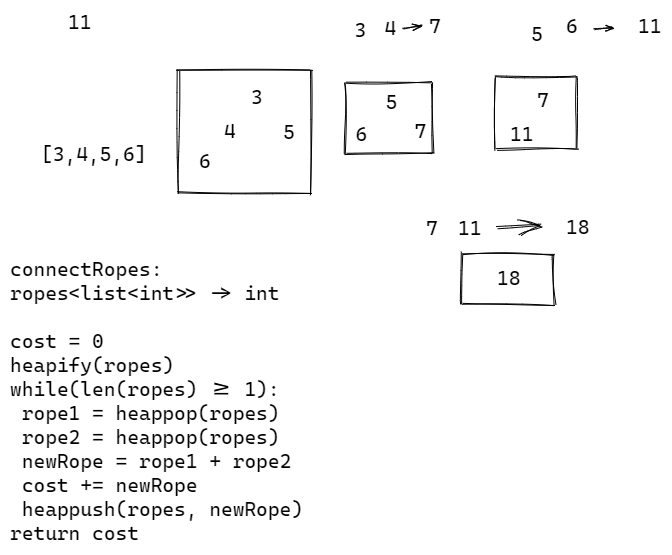 11
3 4 → 7
5 6 → 11
3
4 5
6
5
6 7
7
11
[3,4,5,6]
7 11 → 18
18
connectRopes:
ropes<list<int>> → int
cost = 0
heapify(ropes)
while(len(ropes) ≥ 1):
rope1 = heappop(ropes)
rope2 = heappop(ropes)
newRope = rope1 + rope2
cost += newRope
heappush(ropes, newRope)
return cost